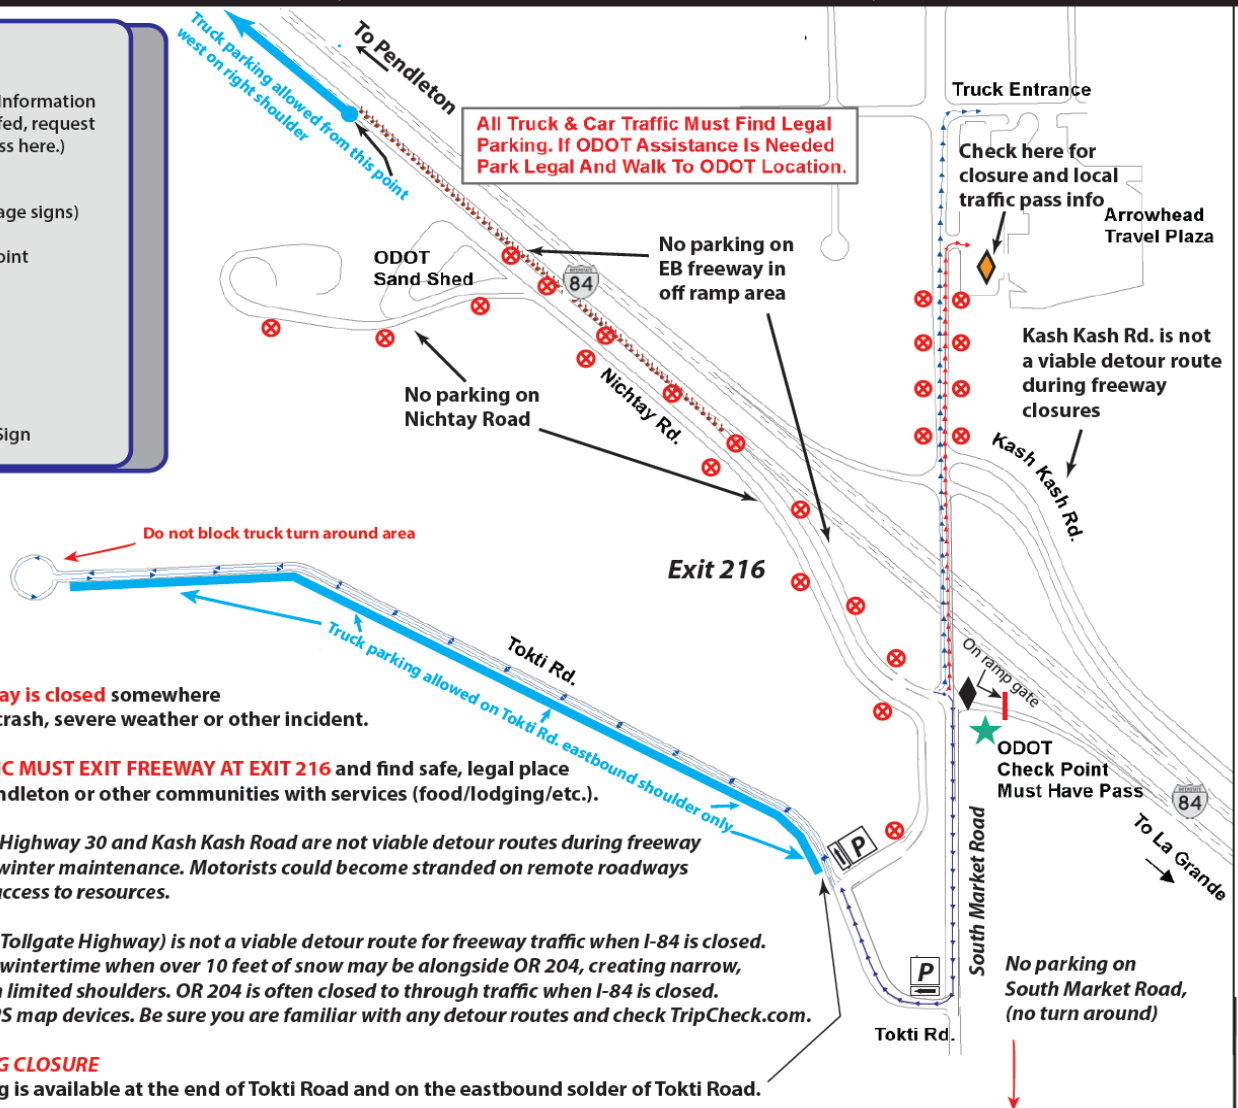 To Pendleton
Truck parking allowed from this point
west on right shoulder
nformation
fed, request
ss here.)
age signs)
oint
Sign
All Truck & Car Traffic Must Find Legal
Parking. If ODOT Assistance Is Needed
Park Legal And Walk To ODOT Location.
Truck Entrance
Check here for
closure and local
traffic pass info
Arrowhead
Travel Plaza
ODOT
Sand Shed
INTERSTATE
84
No parking on
EB freeway in
off ramp area
Kash Kash Rd. is not
a viable detour route
during freeway
closures
No parking on
Nichtay Road
Nichtay Rd.
Kash Kash Rd.
Exit 216
Do not block truck turn around area
Tokti Rd.
Truck parking allowed on Tokti Rd. eastbound shoulder only
On ramp gate
ODOT
Check Point
Must Have Pass
INTERSTATE
84
To La Grande
South Market Road
P
P
Tokti Rd.
No parking on
South Market Road,
(no turn around)
ay is closed somewhere
crash, severe weather or other incident.
IC MUST EXIT FREEWAY AT EXIT 216 and find safe, legal place
ndleton or other communities with services (food/lodging/etc.).
Highway 30 and Kash Kash Road are not viable detour routes during freeway
winter maintenance. Motorists could become stranded on remote roadways
access to resources.
(Tollgate Highway) is not a viable detour route for freeway traffic when I-84 is closed.
wintertime when over 10 feet of snow may be alongside OR 204, creating narrow,
limited shoulders. OR 204 is often closed to through traffic when I-84 is closed.
PS map devices. Be sure you are familiar with any detour routes and check TripCheck.com.
G CLOSURE
g is available at the end of Tokti Road and on the eastbound solder of Tokti Road.